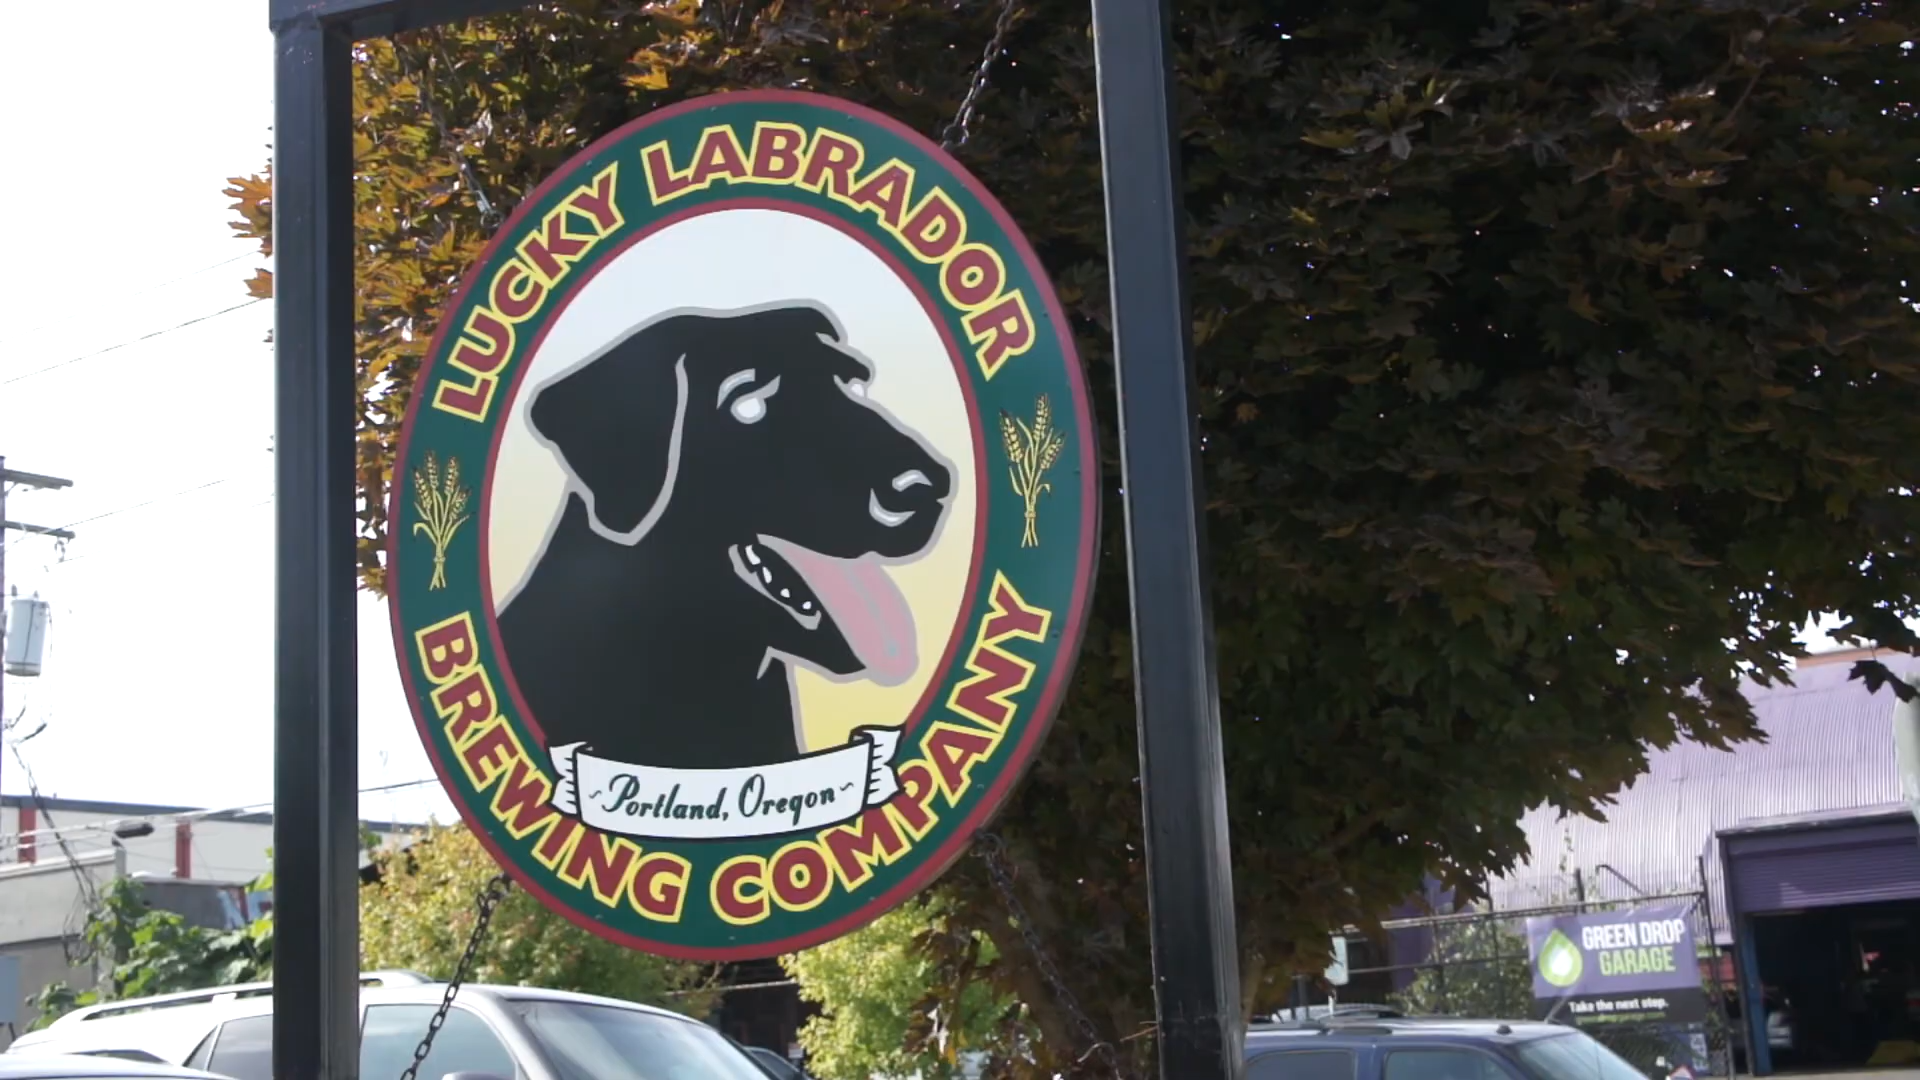 LUCKY LABRADOR
Portland, Oregon
BREWING COMPANY
GREEN DROP
GARAGE
Take the next step.